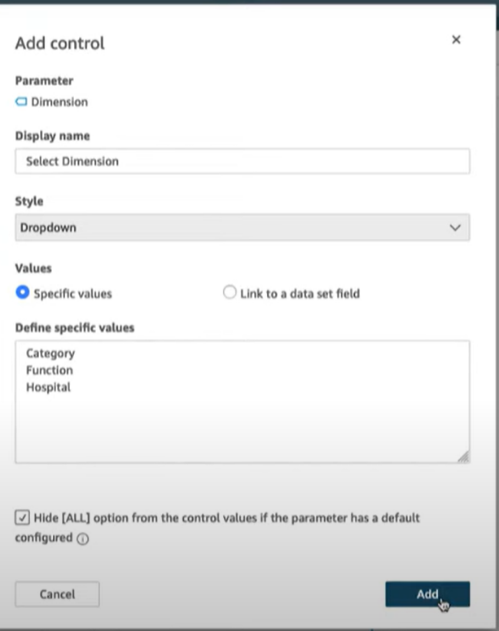 Add control
Parameter
Dimension
Display name
Select Dimension
Style
Dropdown
Values
Specific values
Link to a data set field
Define specific values
Category
Function
Hospital
Hide [ALL] option from the control values if the parameter has a default
configured
Cancel
Add